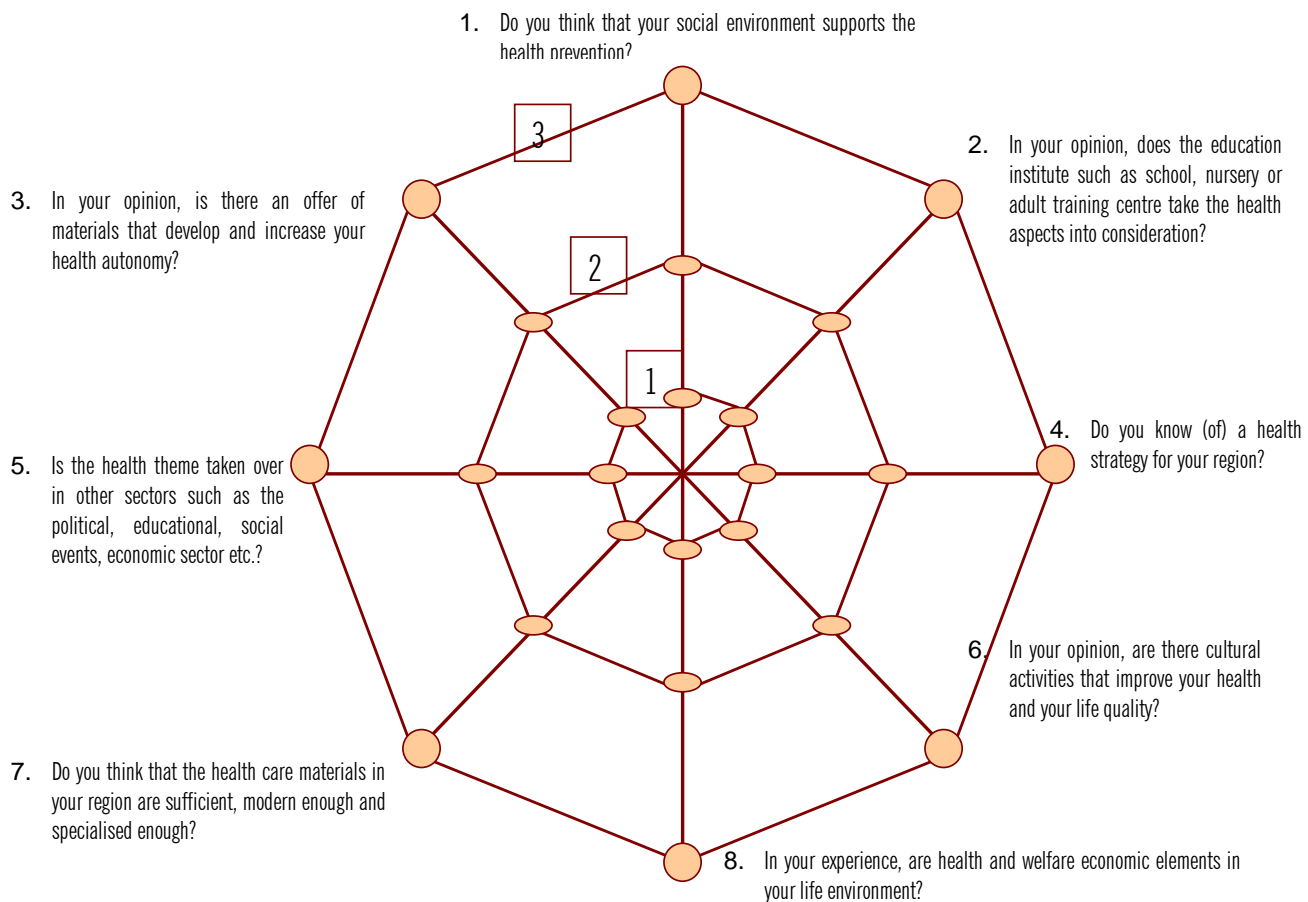 1. Do you think that your social environment supports the
health prevention?
3
2. In your opinion, does the education
institute such as school, nursery or
adult training centre take the health
aspects into consideration?
3. In your opinion, is there an offer of
materials that develop and increase your
health autonomy?
2
1
4. Do you know (of) a health
strategy for your region?
5. Is the health theme taken over
in other sectors such as the
political, educational, social
events, economic sector etc.?
6. In your opinion, are there cultural
activities that improve your health
and your life quality?
7. Do you think that the health care materials in
your region are sufficient, modern enough and
specialised enough?
8. In your experience, are health and welfare economic elements in
your life environment?